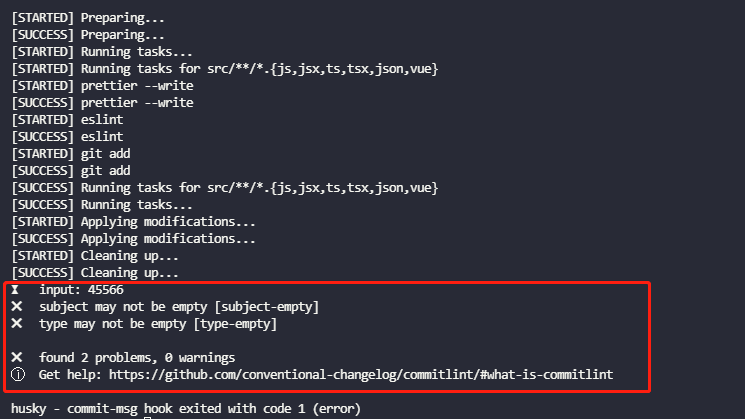 [STARTED] Preparing...
[SUCCESS] Preparing...
[STARTED] Running tasks...
[STARTED] Running tasks for src/**/*.{js,jsx,ts,tsx,json,vue}
[STARTED] prettier --write
[SUCCESS] prettier --write
[STARTED] eslint
[SUCCESS] eslint
[STARTED] git add
[SUCCESS] git add
[SUCCESS] Running tasks for src/**/*.{js,jsx,ts,tsx,json,vue}
[SUCCESS] Running tasks...
[STARTED] Applying modifications...
[SUCCESS] Applying modifications...
[STARTED] Cleaning up...
[SUCCESS] Cleaning up...
⧗   input: 45566
✖   subject may not be empty [subject-empty]
✖   type may not be empty [type-empty]
✖   found 2 problems, 0 warnings
ⓘ   Get help: https://github.com/conventional-changelog/commitlint/#what-is-commitlint
husky - commit-msg hook exited with code 1 (error)